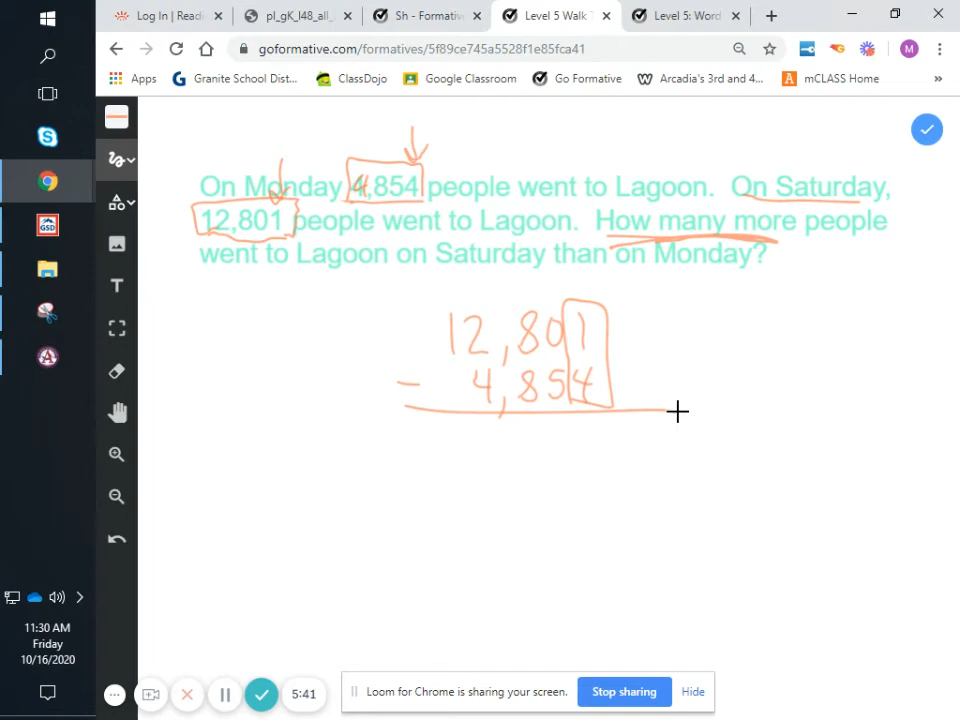 Log In | Readi
pl_gK_l48_all_
Sh - Formative
Level 5 Walk T
Level 5: Word
goformative.com/formatives/5f89ce745a5528f1e85fca41
M
Apps
Granite School Dist...
ClassDojo
Google Classroom
Go Formative
Arcadia's 3rd and 4...
mCLASS Home
»
On Monday 4,854 people went to Lagoon. On Saturday,
12,801 people went to Lagoon. How many more people
went to Lagoon on Saturday than on Monday?
12,801
- 4,854
GSD
T
11:30 AM
Friday
10/16/2020
5:41
Loom for Chrome is sharing your screen.
Stop sharing
Hide